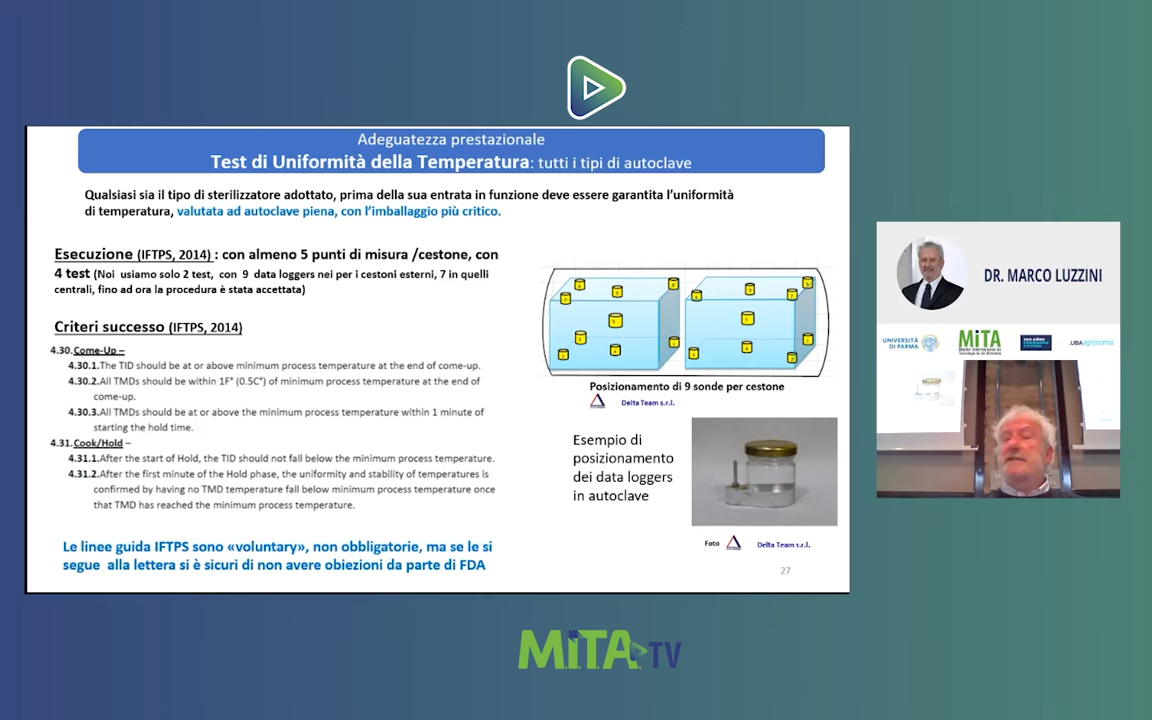 Adeguatezza prestazionale
Test di Uniformità della Temperatura: tutti i tipi di autoclave
Qualsiasi sia il tipo di sterilizzatore adottato, prima della sua entrata in funzione deve essere garantita l’uniformità
di temperatura, valutata ad autoclave piena, con l’imballaggio più critico.
Esecuzione (IFTPS, 2014) : con almeno 5 punti di misura /cestone, con
4 test (Noi usiamo solo 2 test, con 9 data loggers nei per i cestoni esterni, 7 in quelli
centrali, fino ad ora la procedura è stata accettata)
Criteri successo (IFTPS, 2014)
4.30. Come-Up –
4.30.1. The TID should be at or above minimum process temperature at the end of come-up.
4.30.2. All TMDs should be within 1F° (0.5C°) of minimum process temperature at the end of
come-up.
4.30.3. All TMDs should be at or above the minimum process temperature within 1 minute of
starting the hold time.
4.31. Cook/Hold –
4.31.1. After the start of Hold, the TID should not fall below the minimum process temperature.
4.31.2. After the first minute of the Hold phase, the uniformity and stability of temperatures is
confirmed by having no TMD temperature fall below minimum process temperature once
that TMD has reached the minimum process temperature.
Le linee guida IFTPS sono «voluntary», non obbligatorie, ma se le si
segue alla lettera si è sicuri di non avere obiezioni da parte di FDA
Posizionamento di 9 sonde per cestone
Delta Team s.r.l.
Esempio di
posizionamento
dei data loggers
in autoclave
Foto
Delta Team s.r.l.
27
DR. MARCO LUZZINI
UNIVERSITÀ
DI PARMA
MiTA
.UBAagronomía
M.i.T.A. TV